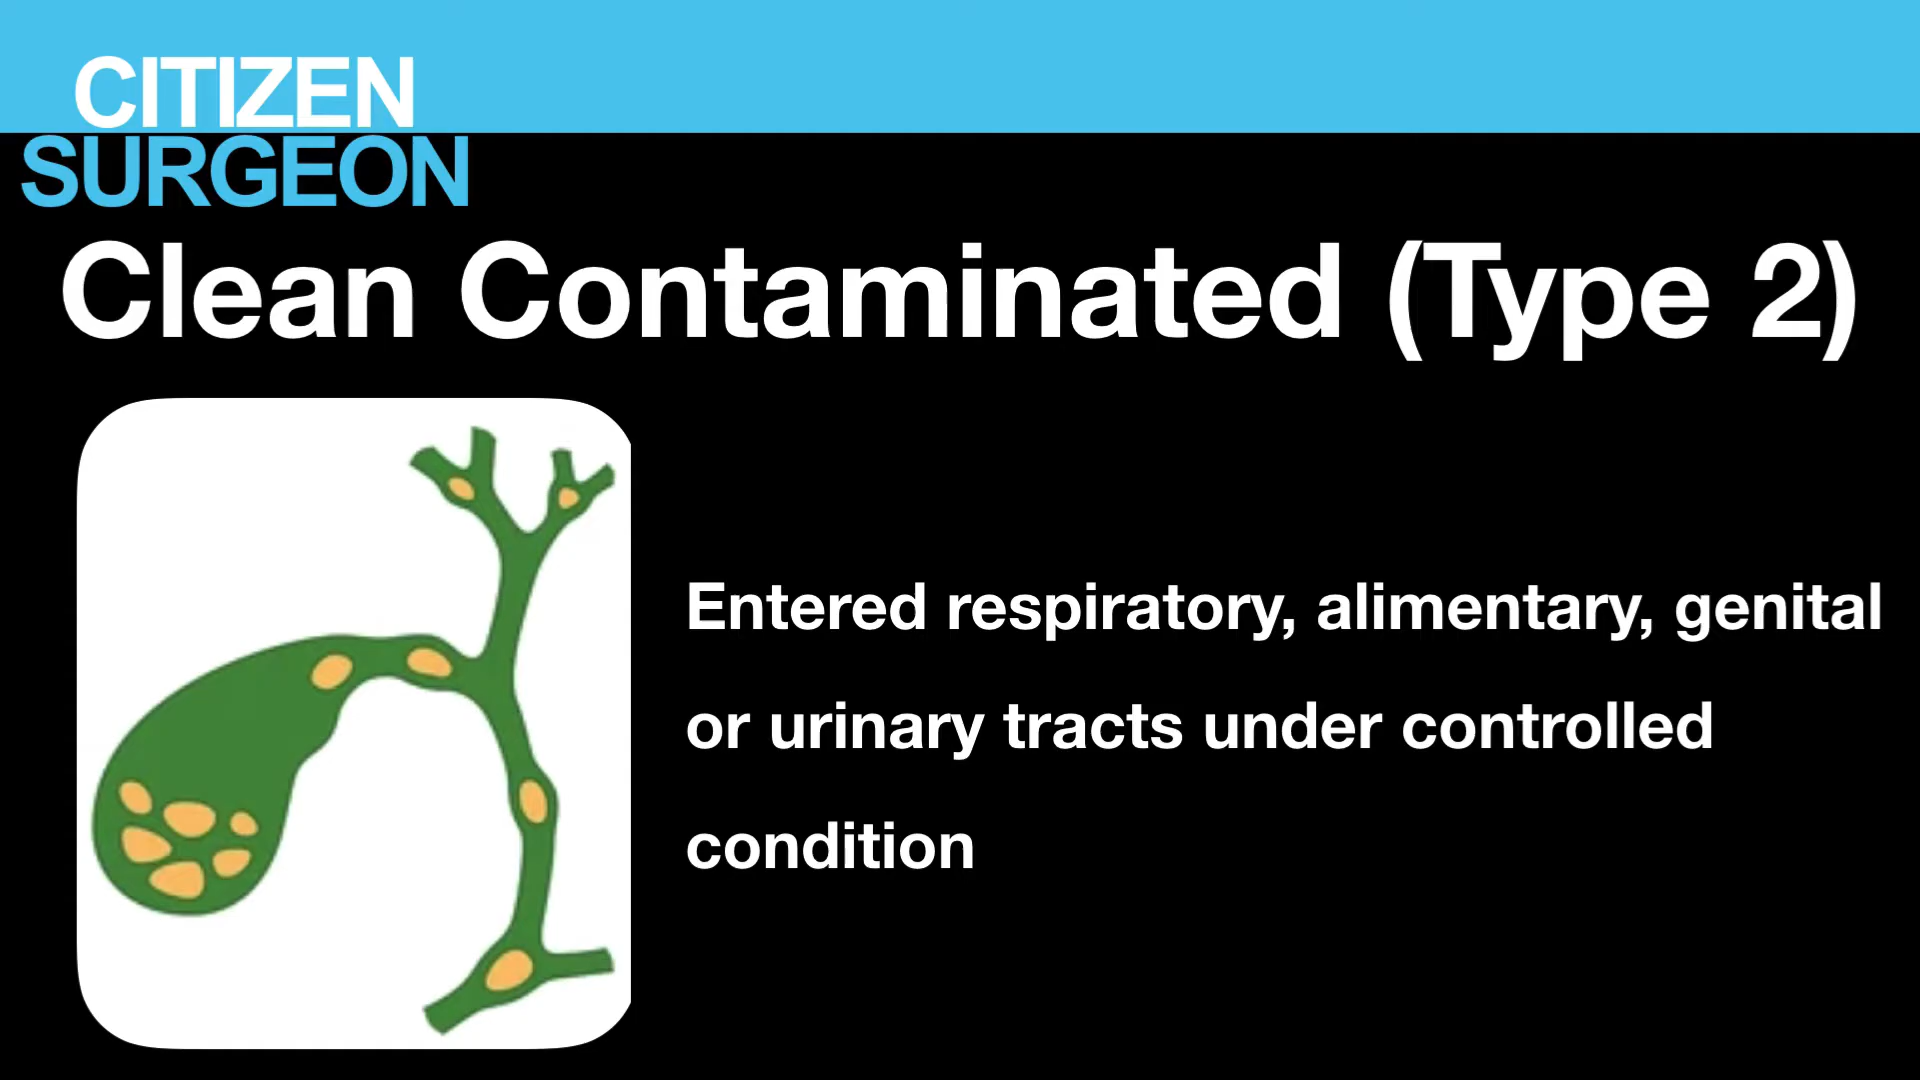 CITIZEN
SURGEON
Clean Contaminated (Type 2)
Entered respiratory, alimentary, genital
or urinary tracts under controlled
condition